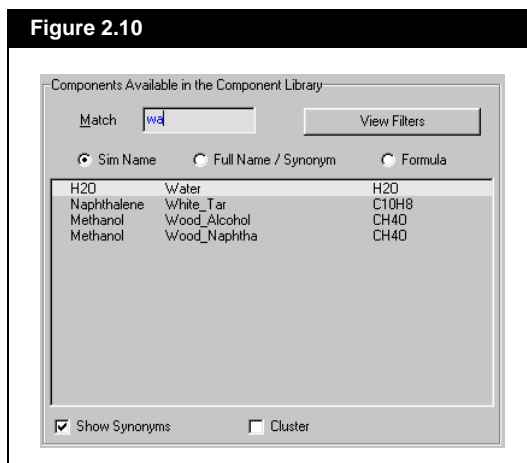 Figure 2.10
Components Available in the Component Library
Match wa View Filters
Sim Name Full Name / Synonym Formula
H2O Water H2O
Naphthalene White_Tar C10H8
Methanol Wood_Alcohol CH4O
Methanol Wood_Naphtha CH4O
Show Synonyms Cluster